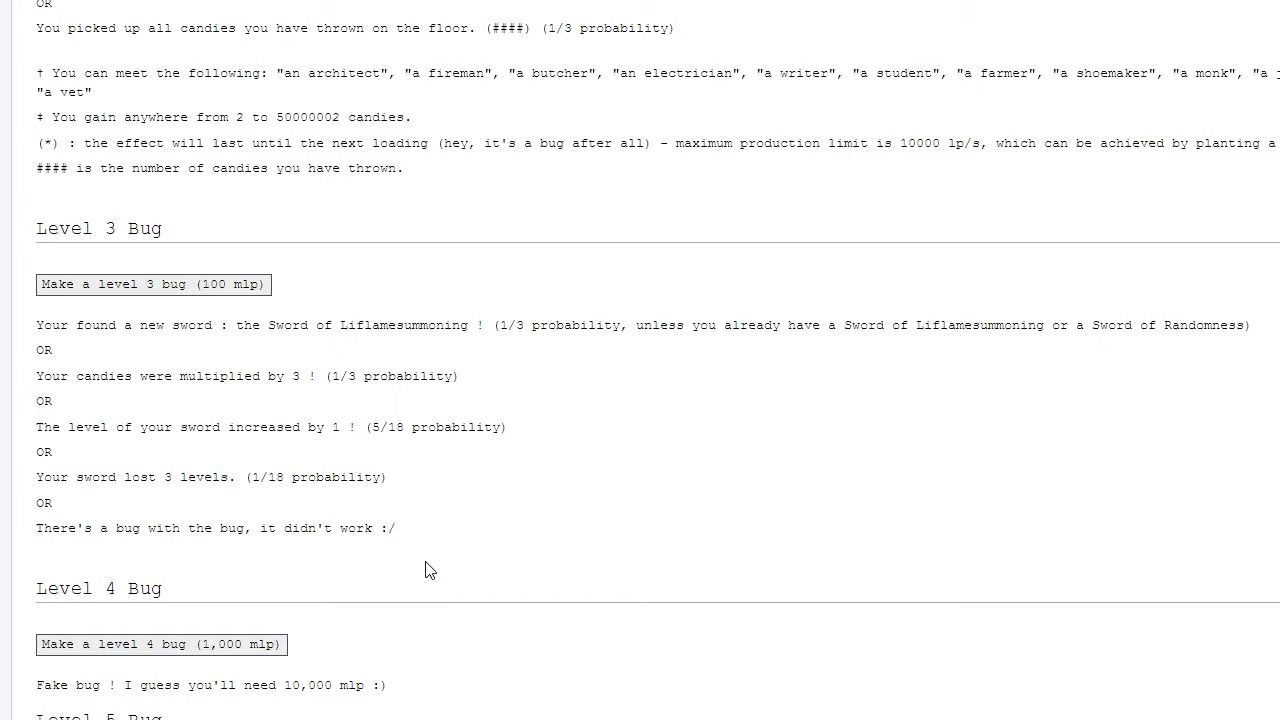 OR
You picked up all candies you have thrown on the floor. (####) (1/3 probability)
† You can meet the following: "an architect", "a fireman", "a butcher", "an electrician", "a writer", "a student", "a farmer", "a shoemaker", "a monk", "a
"a vet"
‡ You gain anywhere from 2 to 50000002 candies.
(*) : the effect will last until the next loading (hey, it's a bug after all) - maximum production limit is 10000 lp/s, which can be achieved by planting a
#### is the number of candies you have thrown.
Level 3 Bug
Make a level 3 bug (100 mlp)
Your found a new sword : the Sword of Liflamesummoning ! (1/3 probability, unless you already have a Sword of Liflamesummoning or a Sword of Randomness)
OR
Your candies were multiplied by 3 ! (1/3 probability)
OR
The level of your sword increased by 1 ! (5/18 probability)
OR
Your sword lost 3 levels. (1/18 probability)
OR
There's a bug with the bug, it didn't work :/
Level 4 Bug
Make a level 4 bug (1,000 mlp)
Fake bug ! I guess you'll need 10,000 mlp :)
Level 5 Bug